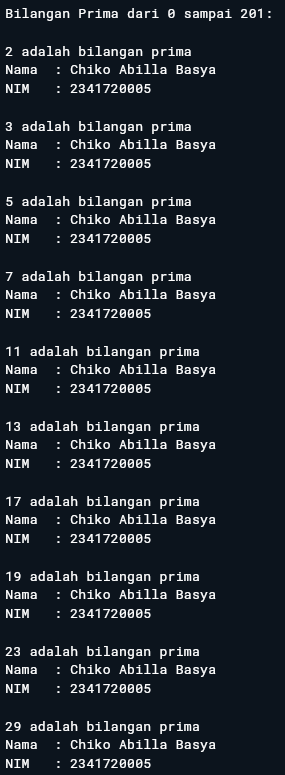 Bilangan Prima dari 0 sampai 201:
2 adalah bilangan prima
Nama  : Chiko Abilla Basya
NIM   : 2341720005
3 adalah bilangan prima
Nama  : Chiko Abilla Basya
NIM   : 2341720005
5 adalah bilangan prima
Nama  : Chiko Abilla Basya
NIM   : 2341720005
7 adalah bilangan prima
Nama  : Chiko Abilla Basya
NIM   : 2341720005
11 adalah bilangan prima
Nama  : Chiko Abilla Basya
NIM   : 2341720005
13 adalah bilangan prima
Nama  : Chiko Abilla Basya
NIM   : 2341720005
17 adalah bilangan prima
Nama  : Chiko Abilla Basya
NIM   : 2341720005
19 adalah bilangan prima
Nama  : Chiko Abilla Basya
NIM   : 2341720005
23 adalah bilangan prima
Nama  : Chiko Abilla Basya
NIM   : 2341720005
29 adalah bilangan prima
Nama  : Chiko Abilla Basya
NIM   : 2341720005